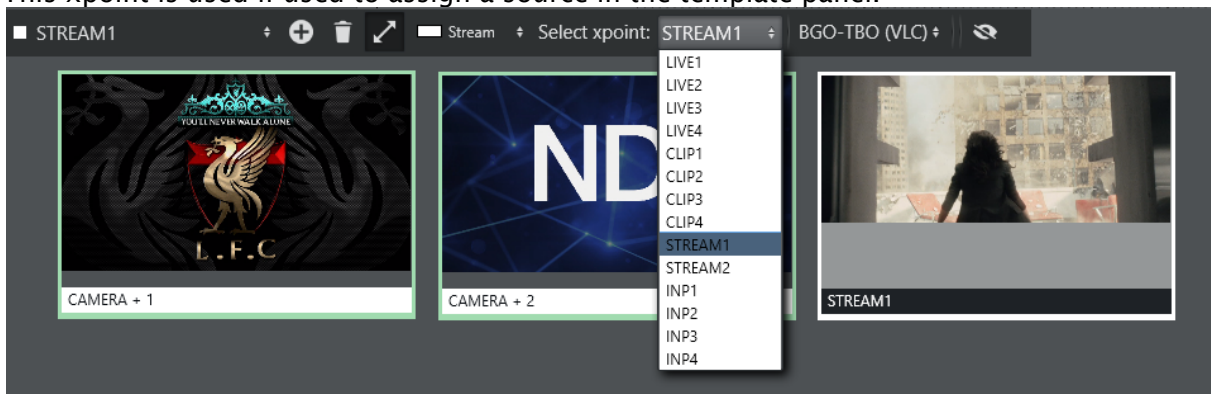 This xpoint is used if used to assign a source in the template panel.
STREAM1 Stream Select xpoint: STREAM1 BGO-TBO (VLC)
LIVE1
LIVE2
LIVE3
LIVE4
CLIP1
CLIP2
CLIP3
CLIP4
STREAM1
STREAM2
INP1
INP2
INP3
INP4
YOU'LL NEVER WALK ALONE
L.F.C
CAMERA + 1
ND
CAMERA + 2
STREAM1